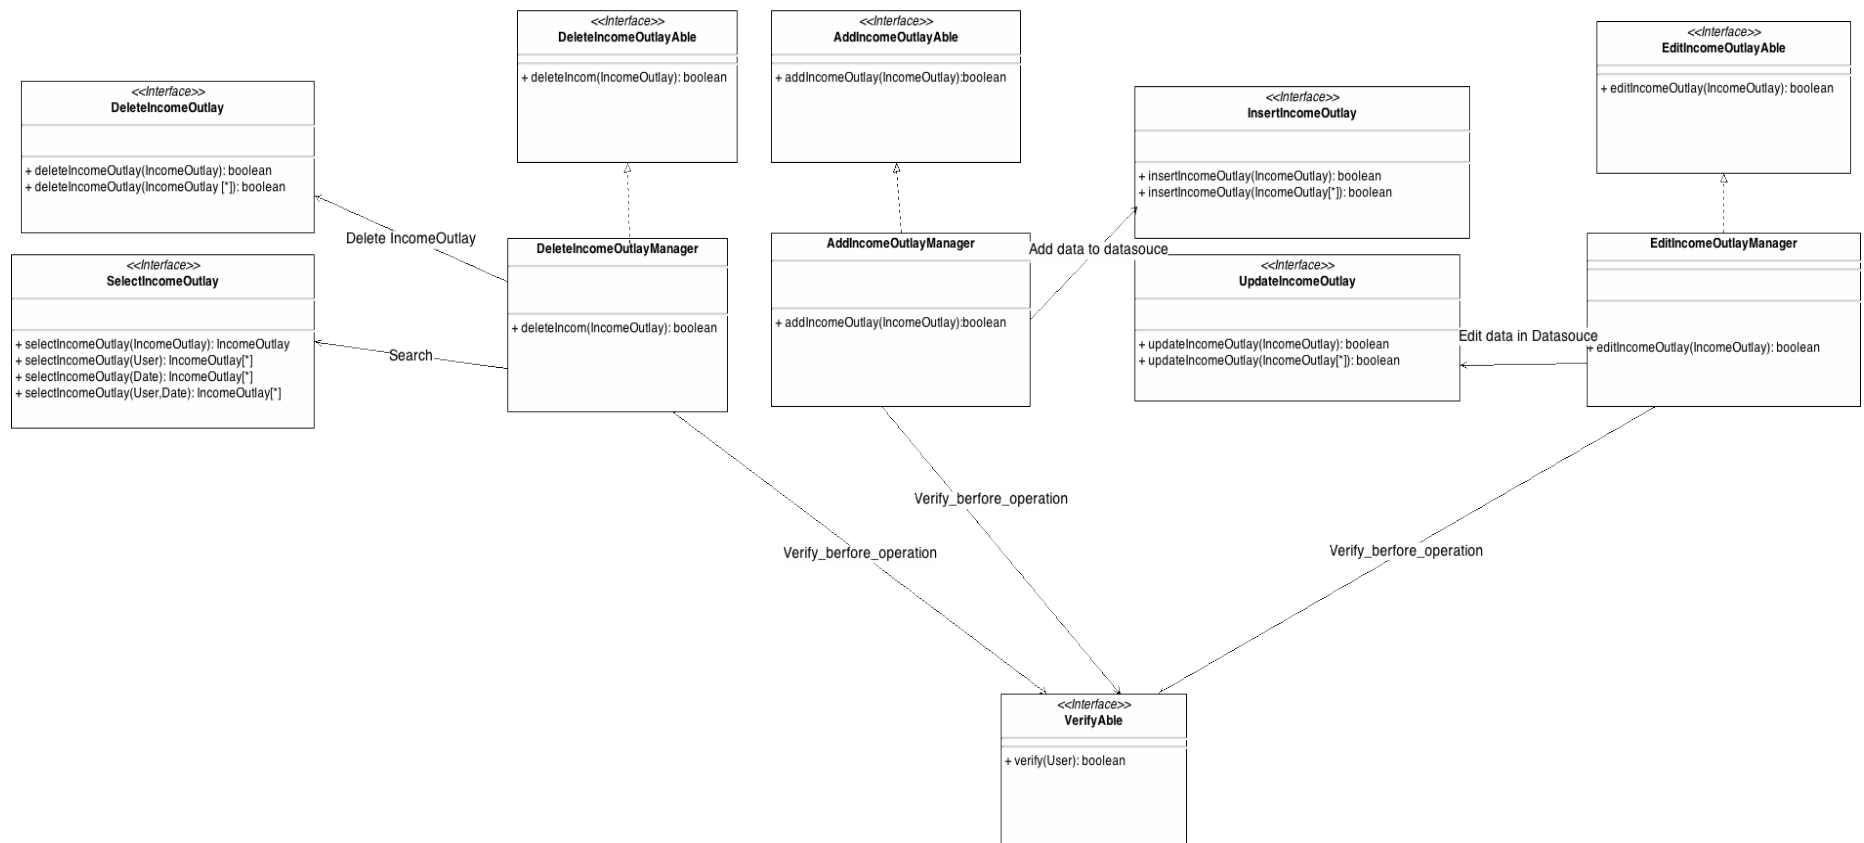 <<Interface>>
DeleteIncomeOutlayAble
+ deleteIncom(IncomeOutlay): boolean
<<Interface>>
AddIncomeOutlayAble
+ addIncomeOutlay(IncomeOutlay):boolean
<<Interface>>
EditIncomeOutlayAble
+ editIncomeOutlay(IncomeOutlay): boolean
<<Interface>>
DeleteIncomeOutlay
+ deleteIncomeOutlay(IncomeOutlay): boolean
+ deleteIncomeOutlay(IncomeOutlay [*]): boolean
<<Interface>>
InsertIncomeOutlay
+ insertIncomeOutlay(IncomeOutlay): boolean
+ insertIncomeOutlay(IncomeOutlay[*]): boolean
Delete IncomeOutlay
<<Interface>>
SelectIncomeOutlay
+ selectIncomeOutlay(IncomeOutlay): IncomeOutlay
+ selectIncomeOutlay(User): IncomeOutlay[*]
+ selectIncomeOutlay(Date): IncomeOutlay[*]
+ selectIncomeOutlay(User,Date): IncomeOutlay[*]
Search
DeleteIncomeOutlayManager
+ deleteIncom(IncomeOutlay): boolean
AddIncomeOutlayManager
+ addIncomeOutlay(IncomeOutlay):boolean
Add data to datasouce
<<Interface>>
UpdateIncomeOutlay
+ updateIncomeOutlay(IncomeOutlay): boolean
+ updateIncomeOutlay(IncomeOutlay[*]): boolean
Edit data in Datasouce
EditIncomeOutlayManager
+ editIncomeOutlay(IncomeOutlay): boolean
Verify_berfore_operation
Verify_berfore_operation
Verify_berfore_operation
<<Interface>>
VerifyAble
+ verify(User): boolean